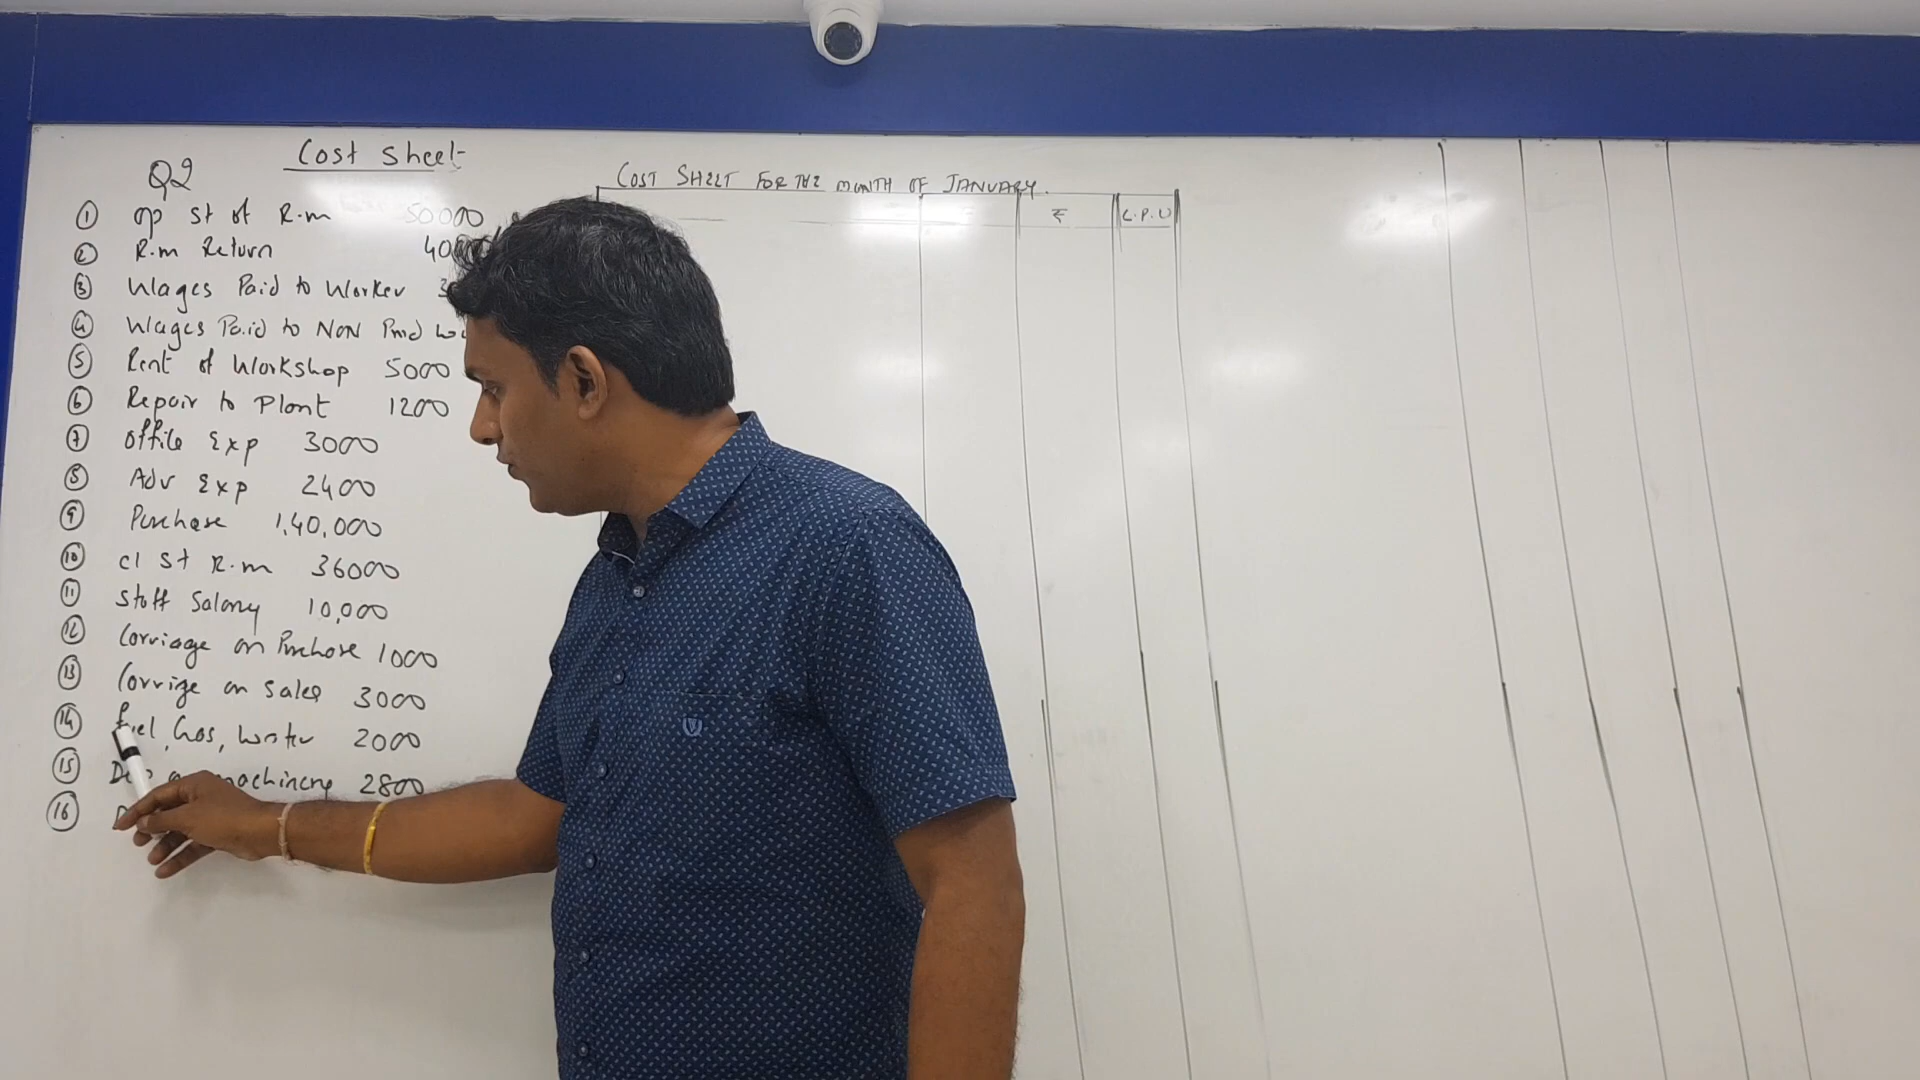 Cost Sheet
Q2
① op St of R.m 50000
② R.m Return
③ Wages Paid to Worker
④ Wages Paid to NON Prod
⑤ Rent of Workshop 5000
⑥ Repair to Plant 1200
⑦ Office Exp 3000
⑧ Adv Exp 2400
⑨ Purchase 1,40,000
⑩ cl St R.m 36000
⑪ Staff Salary 10,000
⑫ Carriage on Purchase 1000
⑬ Carrige on Sales 3000
⑭ Fuel, Gas, Water 2000
⑮ machinery 2800
⑯
COST SHEET FOR THE MONTH OF JANUARY.
₹ C.P.U